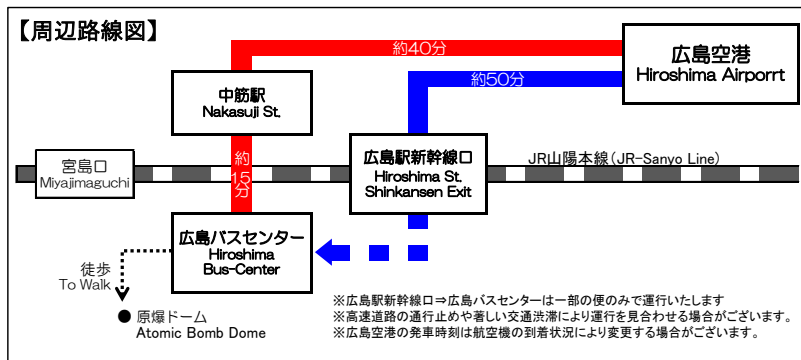 【周辺路線図】
約40分
広島空港
Hiroshima Airporrt
約50分
中筋駅
Nakasuji St.
宮島口
Miyajimaguchi
約15分
広島駅新幹線口
Hiroshima St.
Shinkansen Exit
JR山陽本線(JR-Sanyo Line)
広島バスセンター
Hiroshima
Bus-Center
徒歩
To Walk
● 原爆ドーム
Atomic Bomb Dome
※広島駅新幹線口⇒広島バスセンターは一部の便のみで運行いたします
※高速道路の通行止めや著しい交通渋滞により運行を見合わせる場合がございます。
※広島空港の発車時刻は航空機の到着状況により変更する場合がございます。